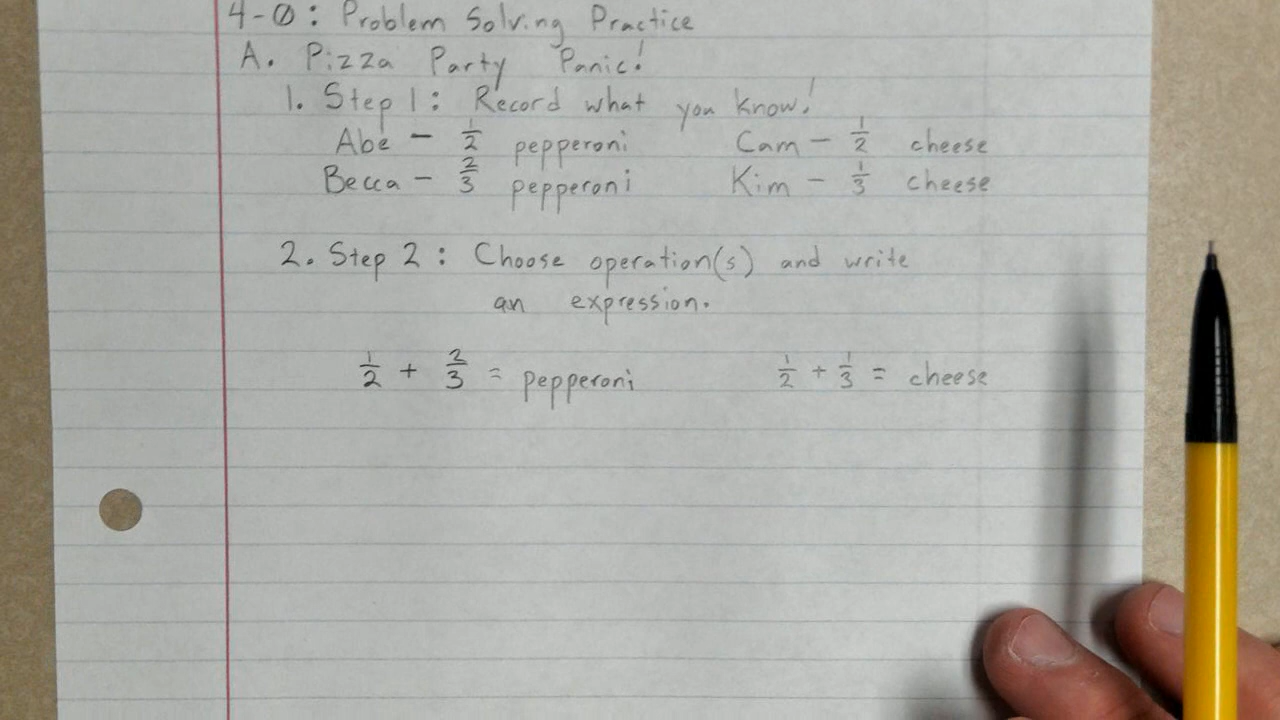 4-0: Problem Solving Practice
A. Pizza Party Panic!
1. Step 1: Record what you know!
Abe - 1/2 pepperoni Cam - 1/2 cheese
Becca - 2/3 pepperoni Kim - 1/3 cheese
2. Step 2: Choose operation(s) and write
an expression.
1/2 + 2/3 = pepperoni 1/2 + 1/3 = cheese